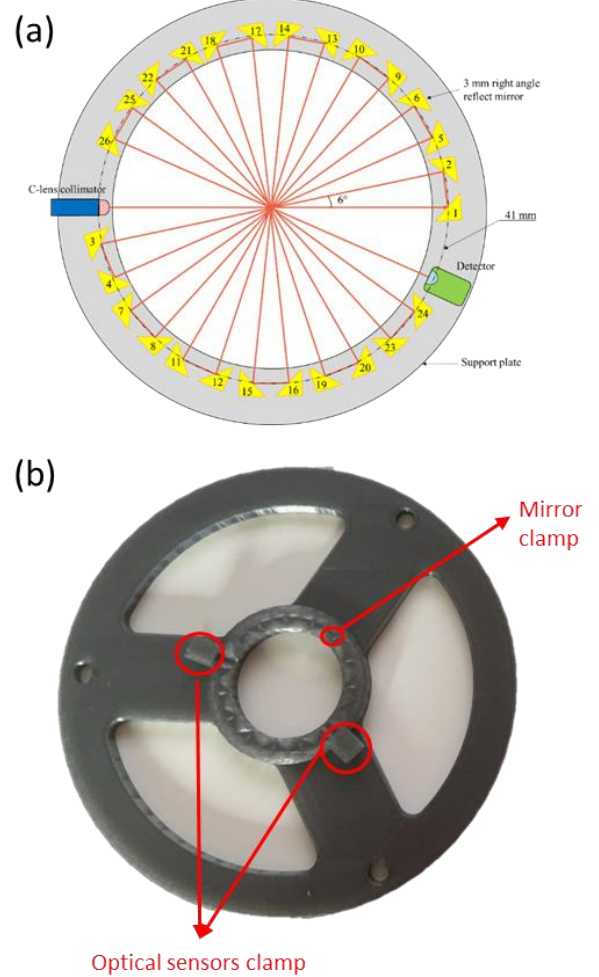 (a)
14
17
13
18
10
21
9
22
6
3 mm right angle
reflect mirror
25
5
26
2
C-lens collimator
6°
1
3
41 mm
Detector
4
7
24
8
23
11
20
12
19
15
16
Support plate
(b)
Mirror
clamp
Optical sensors clamp